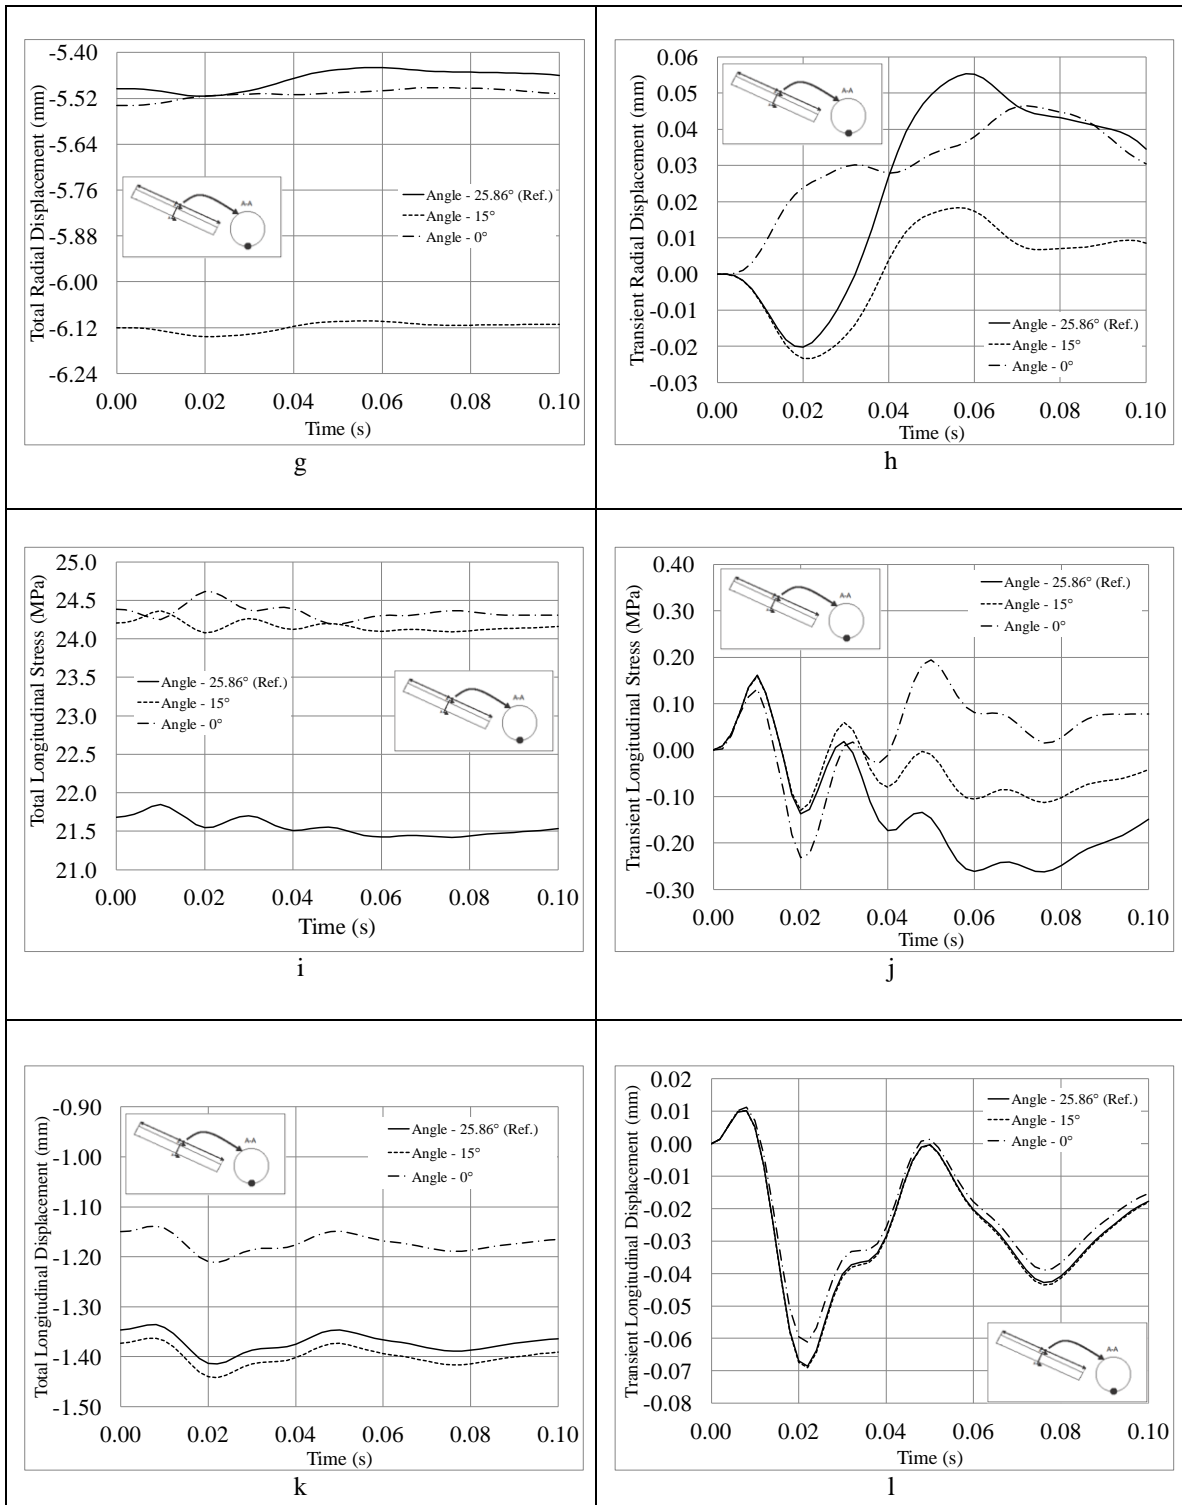 -5.40
-5.52
-5.64
-5.76
-5.88
-6.00
-6.12
-6.24
Total Radial Displacement (mm)
A-A
Angle - 25.86° (Ref.)
Angle - 15°
Angle - 0°
0.00 0.02 0.04 0.06 0.08 0.10
Time (s)
g
0.06
0.05
0.04
0.03
0.02
0.01
0.00
-0.01
-0.02
-0.03
Transient Radial Displacement (mm)
A-A
Angle - 25.86° (Ref.)
Angle - 15°
Angle - 0°
0.00 0.02 0.04 0.06 0.08 0.10
Time (s)
h
25.0
24.5
24.0
23.5
23.0
22.5
22.0
21.5
21.0
Total Longitudinal Stress (MPa)
Angle - 25.86° (Ref.)
Angle - 15°
Angle - 0°
A-A
0.00 0.02 0.04 0.06 0.08 0.10
Time (s)
i
0.40
0.30
0.20
0.10
0.00
-0.10
-0.20
-0.30
Transient Longitudinal Stress (MPa)
A-A
Angle - 25.86° (Ref.)
Angle - 15°
Angle - 0°
0.00 0.02 0.04 0.06 0.08 0.10
Time (s)
j
-0.90
-1.00
-1.10
-1.20
-1.30
-1.40
-1.50
Total Longitudinal Displacement (mm)
A-A
Angle - 25.86° (Ref.)
Angle - 15°
Angle - 0°
0.00 0.02 0.04 0.06 0.08 0.10
Time (s)
k
0.02
0.01
0.00
-0.01
-0.02
-0.03
-0.04
-0.05
-0.06
-0.07
-0.08
Transient Longitudinal Displacement (mm)
Angle - 25.86° (Ref.)
Angle - 15°
Angle - 0°
A-A
0.00 0.02 0.04 0.06 0.08 0.10
Time (s)
l